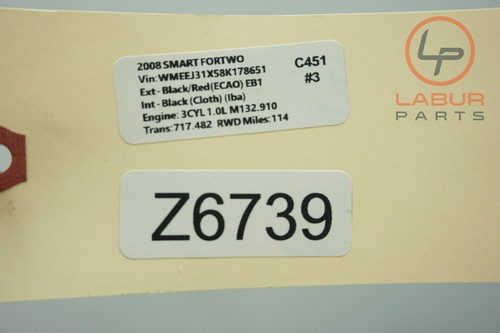 2008 SMART FORTWO
Vin: WMEEJ31X58K178651
Ext - Black/Red (ECAO) EB1
Int - Black (Cloth) (Iba)
Engine: 3CYL 1.0L M132.910
Trans: 717.482 RWD Miles: 114
C451
#3
Z6739
LP
LABUR
PARTS